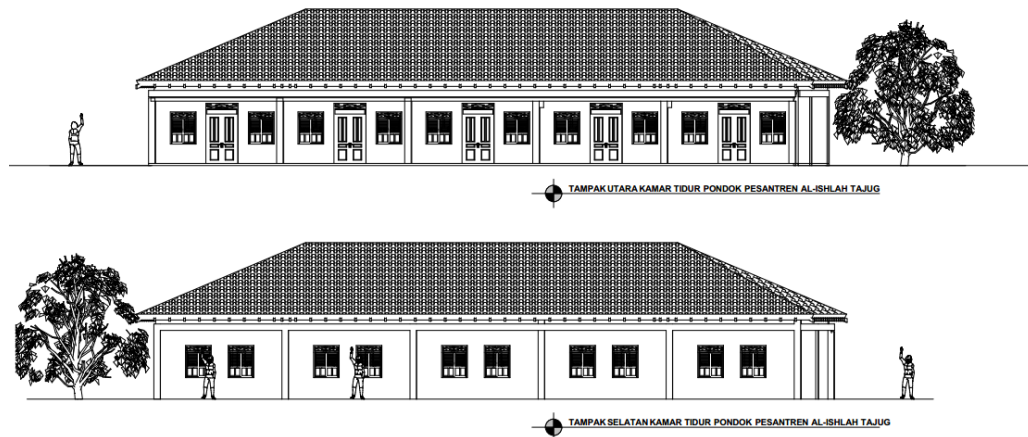 TAMPAK UTARA KAMAR TIDUR PONDOK PESANTREN AL-ISHLAH TAJUG
TAMPAK SELATAN KAMAR TIDUR PONDOK PESANTREN AL-ISHLAH TAJUG